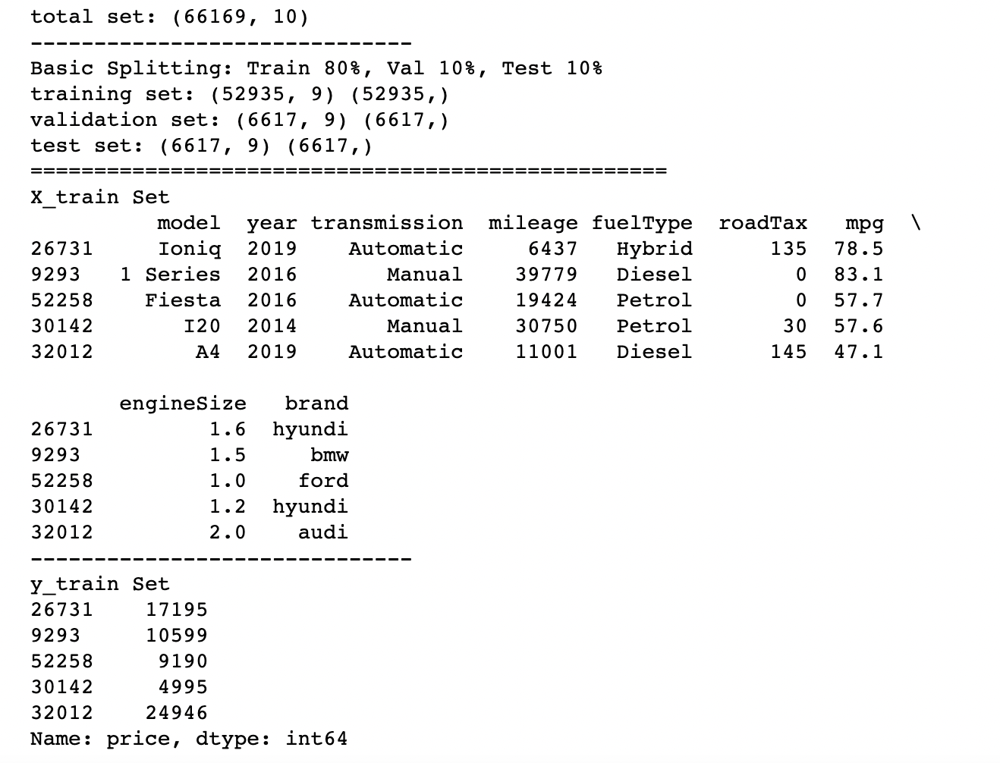 total set: (66169, 10)
------------------------------
Basic Splitting: Train 80%, Val 10%, Test 10%
training set: (52935, 9) (52935,)
validation set: (6617, 9) (6617,)
test set: (6617, 9) (6617,)
==================================================
X_train Set
model year transmission mileage fuelType roadTax mpg \
26731 Ioniq 2019 Automatic 6437 Hybrid 135 78.5
9293 1 Series 2016 Manual 39779 Diesel 0 83.1
52258 Fiesta 2016 Automatic 19424 Petrol 0 57.7
30142 I20 2014 Manual 30750 Petrol 30 57.6
32012 A4 2019 Automatic 11001 Diesel 145 47.1
engineSize brand
26731 1.6 hyundi
9293 1.5 bmw
52258 1.0 ford
30142 1.2 hyundi
32012 2.0 audi
------------------------------
y_train Set
26731 17195
9293 10599
52258 9190
30142 4995
32012 24946
Name: price, dtype: int64